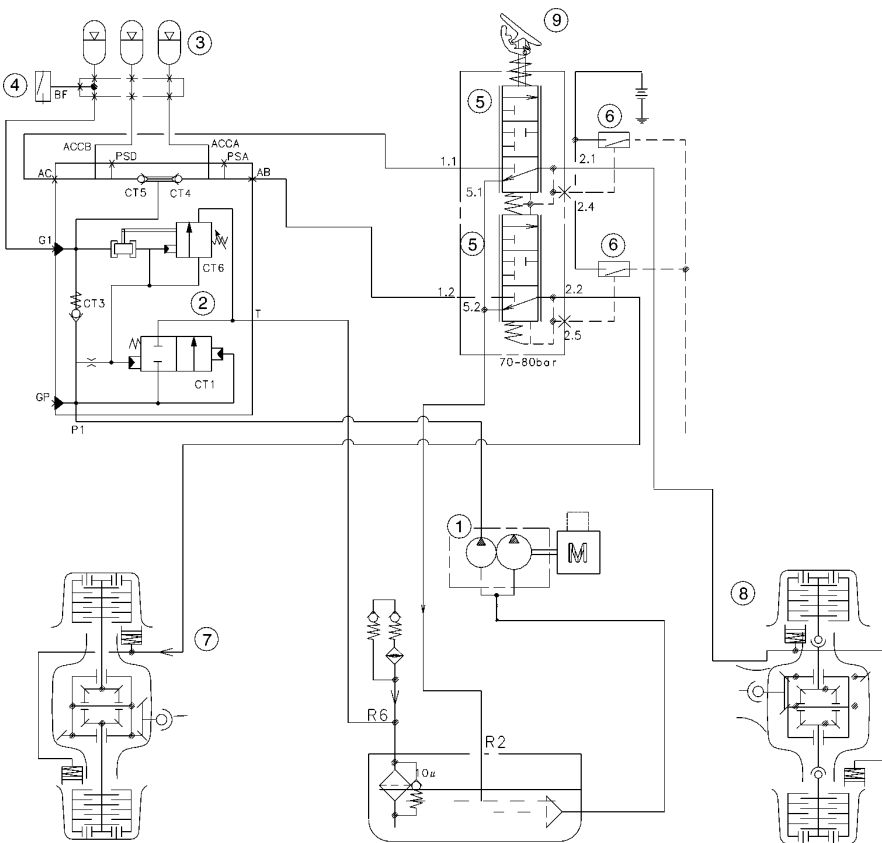 9
3
4
BF
5
6
ACCB
ACCA
PSD
PSA
1.1
2.1
AC
AB
CT5
CT4
5.1
2.4
G1
5
6
CT6
1.2
2.2
CT3
2
T
5.2
2.5
70-80bar
CT1
GP
P1
1
M
8
7
R6
R2
10u